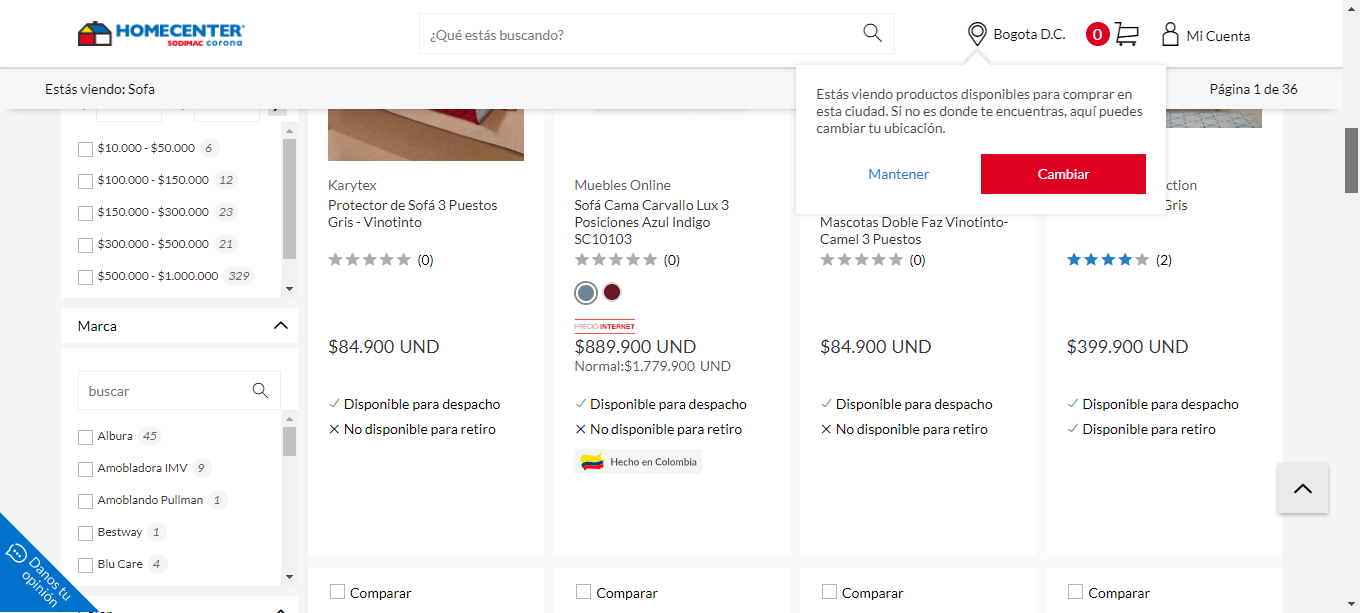 HOMECENTER
SODIMAC corona
¿Qué estás buscando?
Bogota D.C.
0
Mi Cuenta
Estás viendo: Sofa
Página 1 de 36
Estás viendo productos disponibles para comprar en
esta ciudad. Si no es donde te encuentras, aquí puedes
cambiar tu ubicación.
Mantener
Cambiar
$10.000 - $50.000 6
$100.000 - $150.000 12
$150.000 - $300.000 23
$300.000 - $500.000 21
$500.000 - $1.000.000 329
Marca
buscar
Albura 45
Amobladora IMV 9
Amoblando Pullman 1
Bestway 1
Blu Care 4
Danos tu
opinión
Karytex
Protector de Sofá 3 Puestos
Gris - Vinotinto
(0)
$84.900 UND
Disponible para despacho
No disponible para retiro
Muebles Online
Sofá Cama Carvallo Lux 3
Posiciones Azul Indigo
SC10103
(0)
PRECIO INTERNET
$889.900 UND
Normal:$1.779.900 UND
Disponible para despacho
No disponible para retiro
Hecho en Colombia
Mascotas Doble Faz Vinotinto-
Camel 3 Puestos
(0)
$84.900 UND
Disponible para despacho
No disponible para retiro
ction
Gris
(2)
$399.900 UND
Disponible para despacho
Disponible para retiro
Comparar
Comparar
Comparar
Comparar